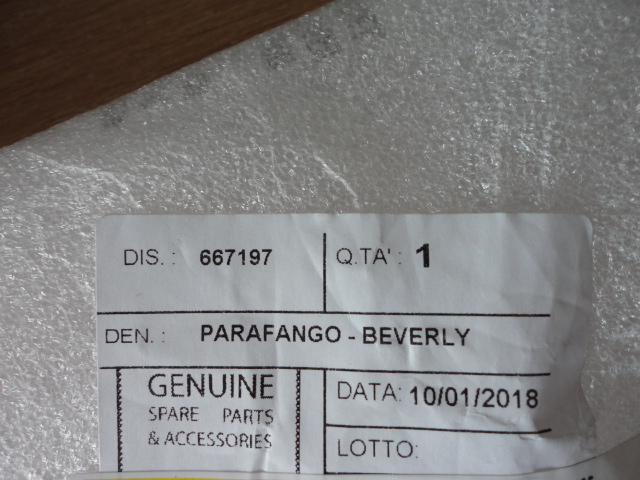 DIS. : 667197
Q.TA' : 1
DEN. : PARAFANGO - BEVERLY
GENUINE
SPARE PARTS
& ACCESSORIES
DATA: 10/01/2018
LOTTO: